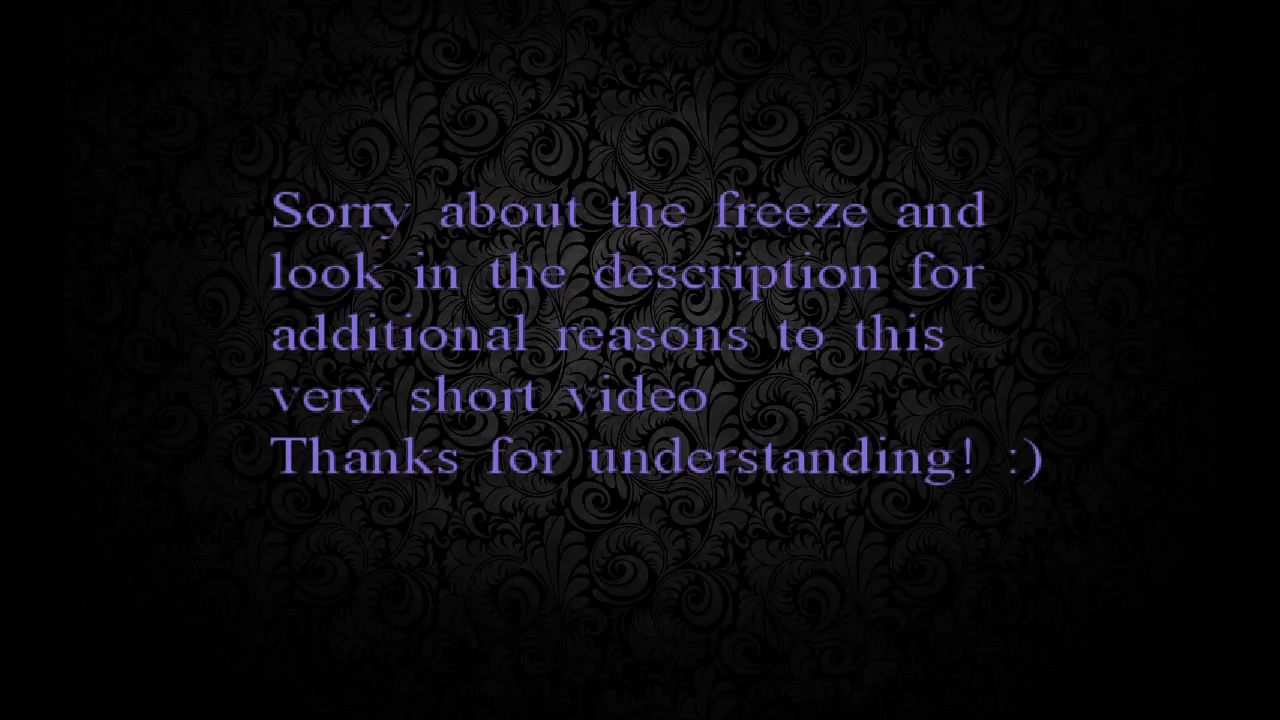 Sorry about the freeze and
look in the description for
additional reasons to this
very short video
Thanks for understanding! :)